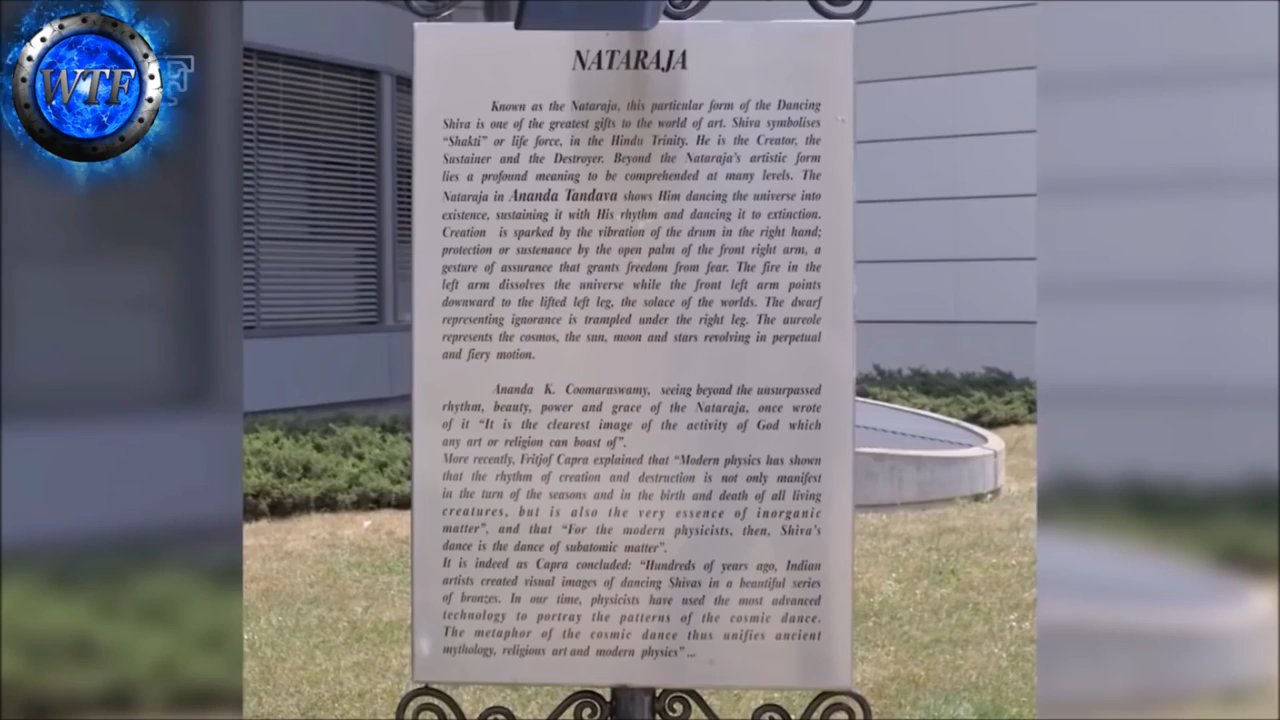 WTF
NATARAJA
Known as the Nataraja, this particular form of the Dancing
Shiva is one of the greatest gifts to the world of art. Shiva symbolises
"Shakti" or life force, in the Hindu Trinity. He is the Creator, the
Sustainer and the Destroyer. Beyond the Nataraja's artistic form
lies a profound meaning to be comprehended at many levels. The
Nataraja in Ananda Tandava shows Him dancing the universe into
existence, sustaining it with His rhythm and dancing it to extinction.
Creation is sparked by the vibration of the drum in the right hand;
protection or sustenance by the open palm of the front right arm, a
gesture of assurance that grants freedom from fear. The fire in the
left arm dissolves the universe while the front left arm points
downward to the lifted left leg, the solace of the worlds. The dwarf
representing ignorance is trampled under the right leg. The aureole
represents the cosmos, the sun, moon and stars revolving in perpetual
and fiery motion.
Ananda K. Coomaraswamy, seeing beyond the unsurpassed
rhythm, beauty, power and grace of the Nataraja, once wrote
of it "It is the clearest image of the activity of God which
any art or religion can boast of".
More recently, Fritjof Capra explained that "Modern physics has shown
that the rhythm of creation and destruction is not only manifest
in the turn of the seasons and in the birth and death of all living
creatures, but is also the very essence of inorganic
matter", and that "For the modern physicists, then, Shiva's
dance is the dance of subatomic matter".
It is indeed as Capra concluded: "Hundreds of years ago, Indian
artists created visual images of dancing Shivas in a beautiful series
of bronzes. In our time, physicists have used the most advanced
technology to portray the patterns of the cosmic dance.
The metaphor of the cosmic dance thus unifies ancient
mythology, religious art and modern physics" ...